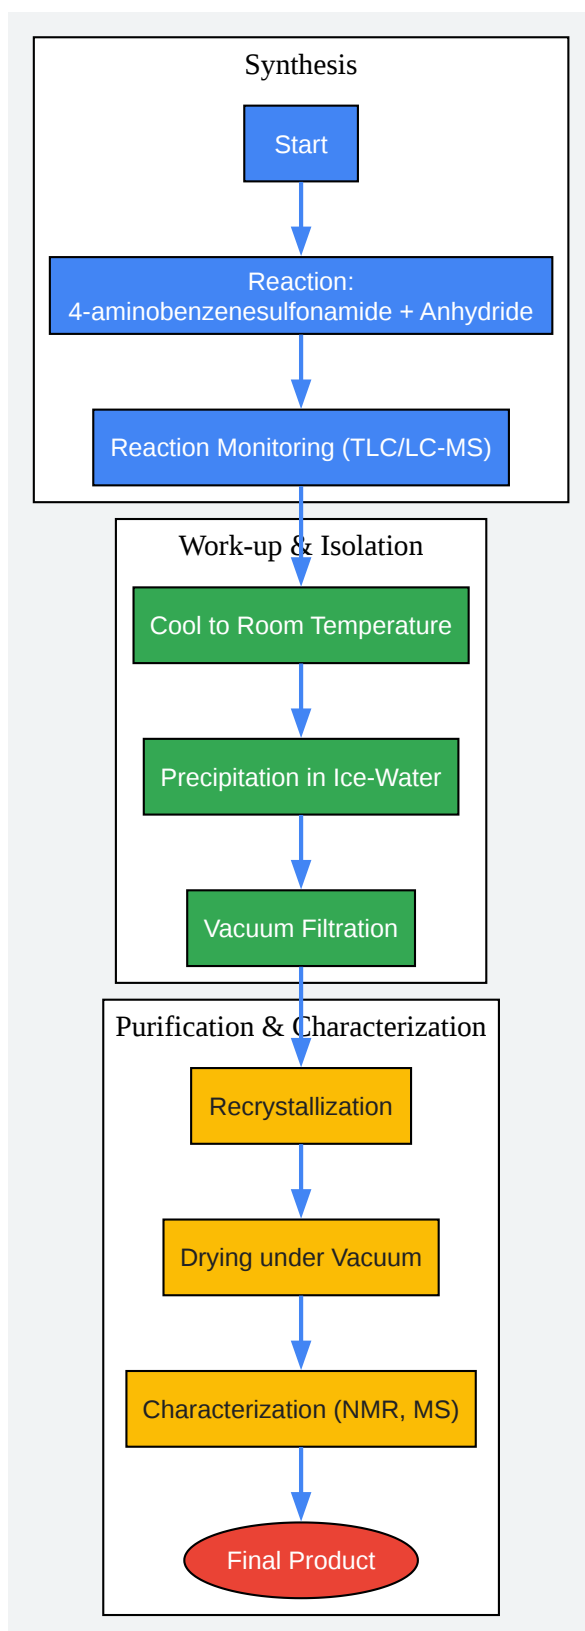 Synthesis
Start
Reaction:
4-aminobenzenesulfonamide + Anhydride
Reaction Monitoring (TLC/LC-MS)
Work-up & Isolation
Cool to Room Temperature
Precipitation in Ice-Water
Vacuum Filtration
Purification & Characterization
Recrystallization
Drying under Vacuum
Characterization (NMR, MS)
Final Product